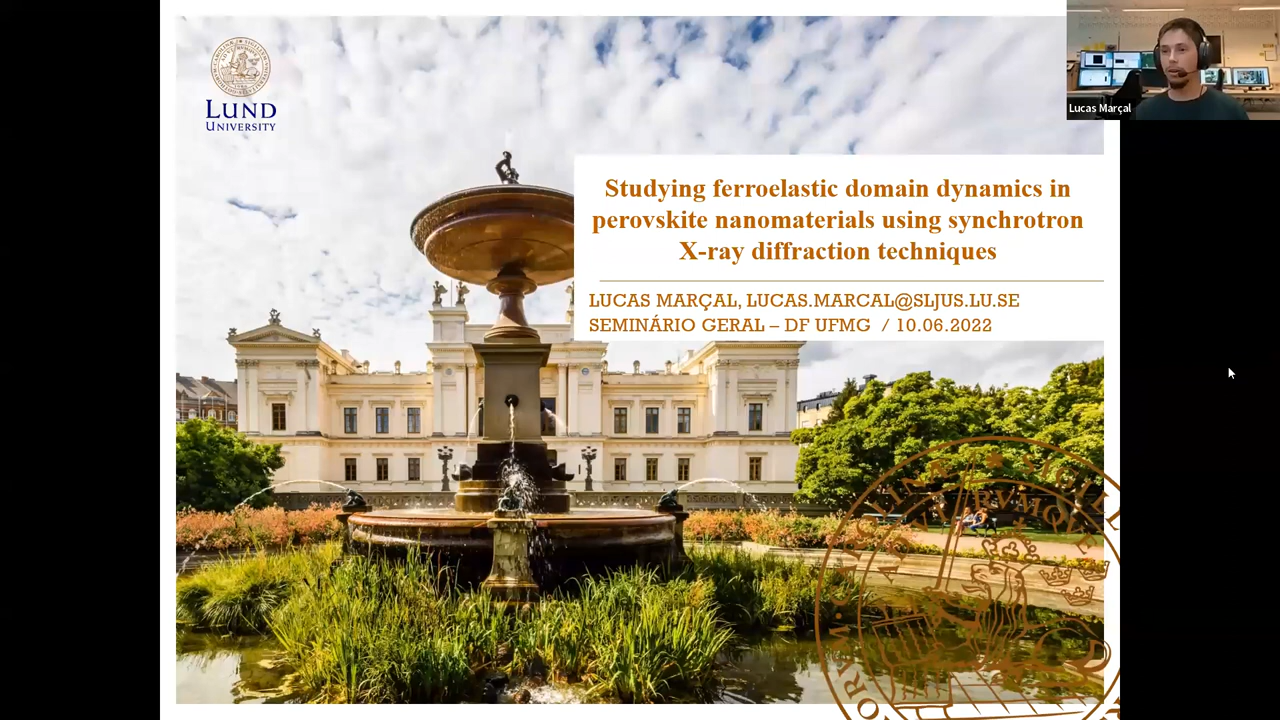 LUND
UNIVERSITY
Lucas Marçal
Studying ferroelastic domain dynamics in
perovskite nanomaterials using synchrotron
X-ray diffraction techniques
LUCAS MARÇAL, LUCAS.MARCAL@SLJUS.LU.SE
SEMINÁRIO GERAL – DF UFMG / 10.06.2022